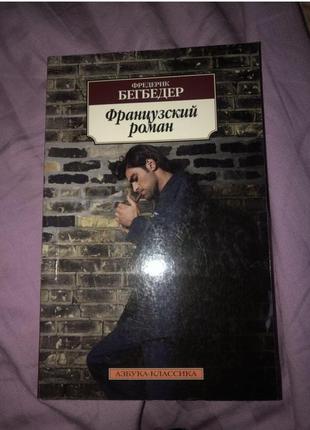 ФРЕДЕРИК
БЕГБЕДЕР
Французский
роман
АЗБУКА-КЛАССИКА